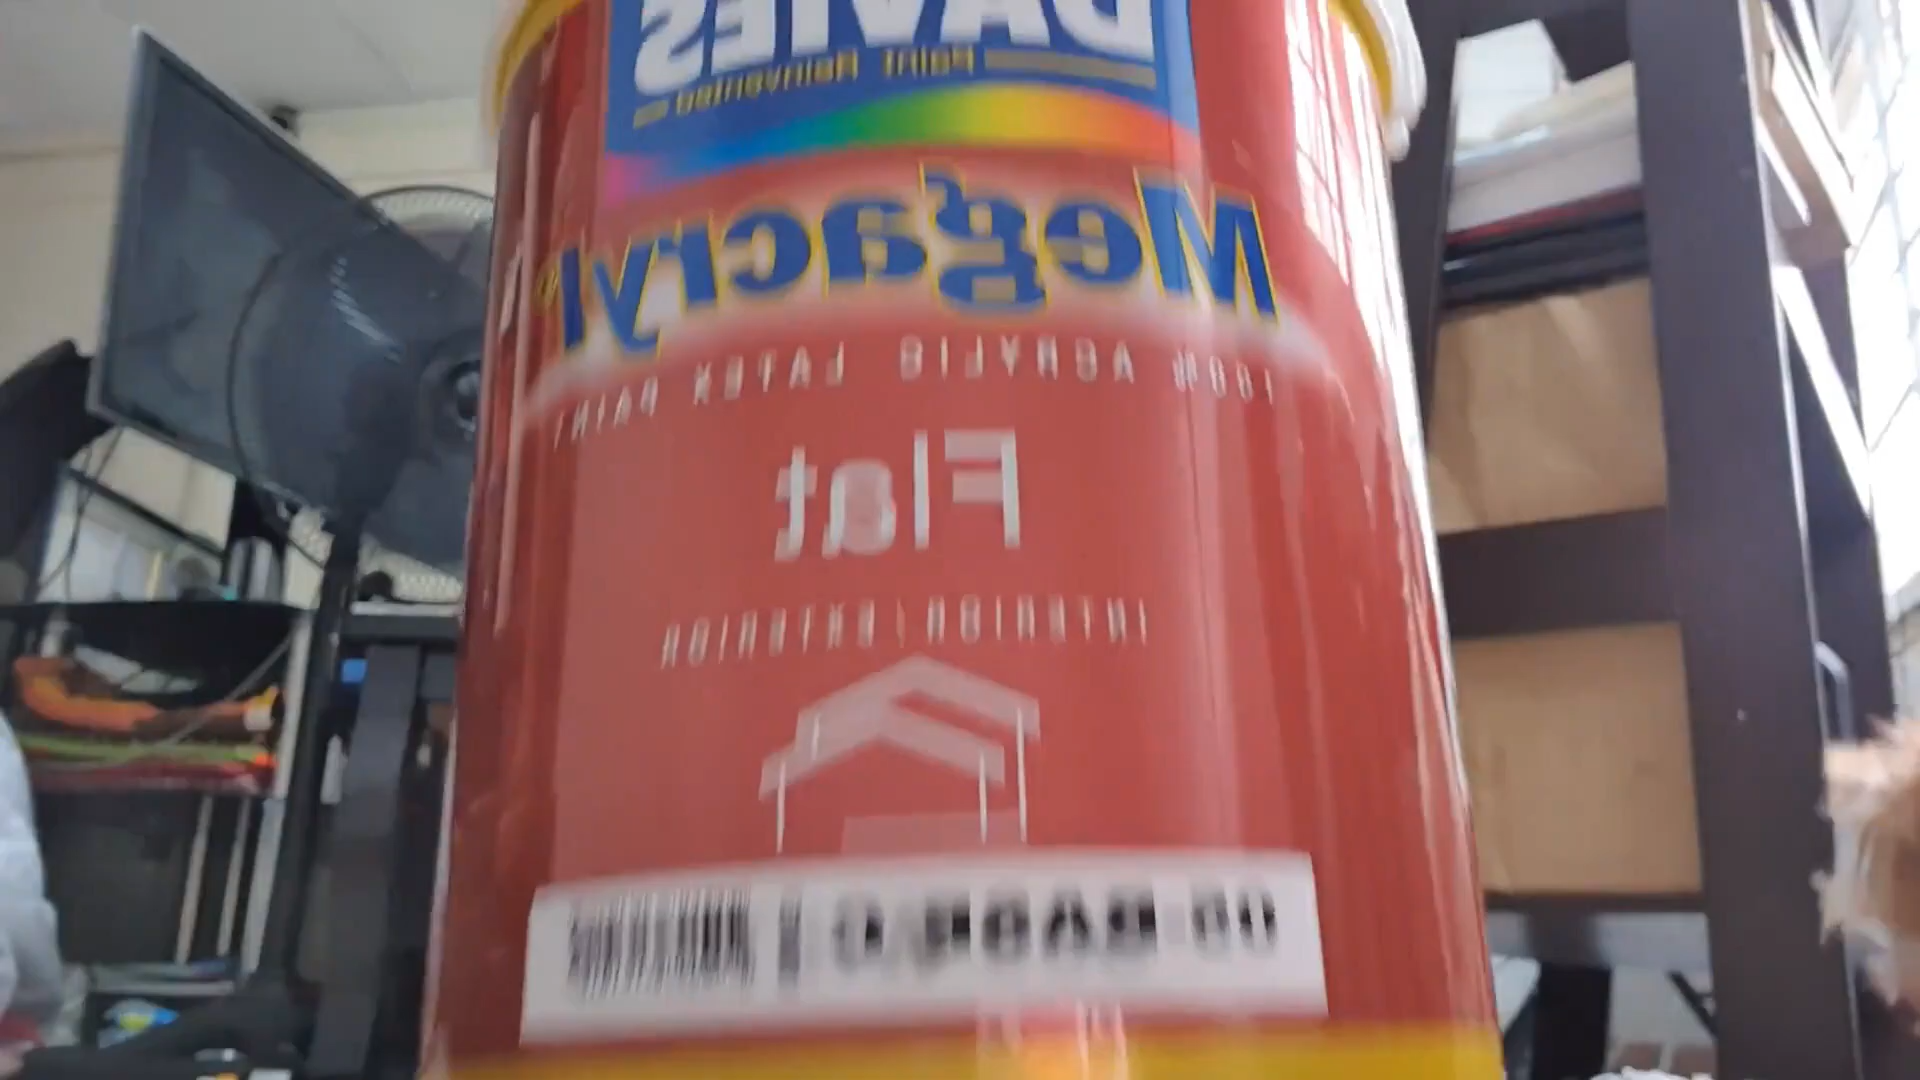 DAVIES
Paint Reinvented
Megacryl®
100% ACRYLIC LATEX PAINT
Flat
INTERIOR | EXTERIOR